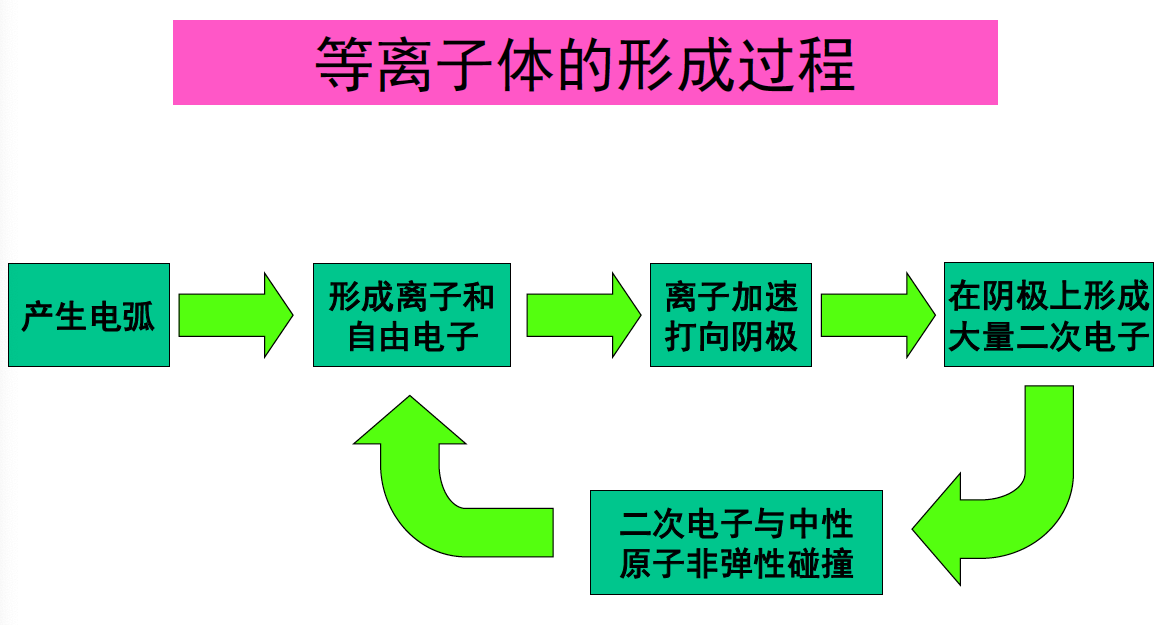 等离子体的形成过程
产生电弧
形成离子和
自由电子
离子加速
打向阴极
在阴极上形成
大量二次电子
二次电子与中性
原子非弹性碰撞